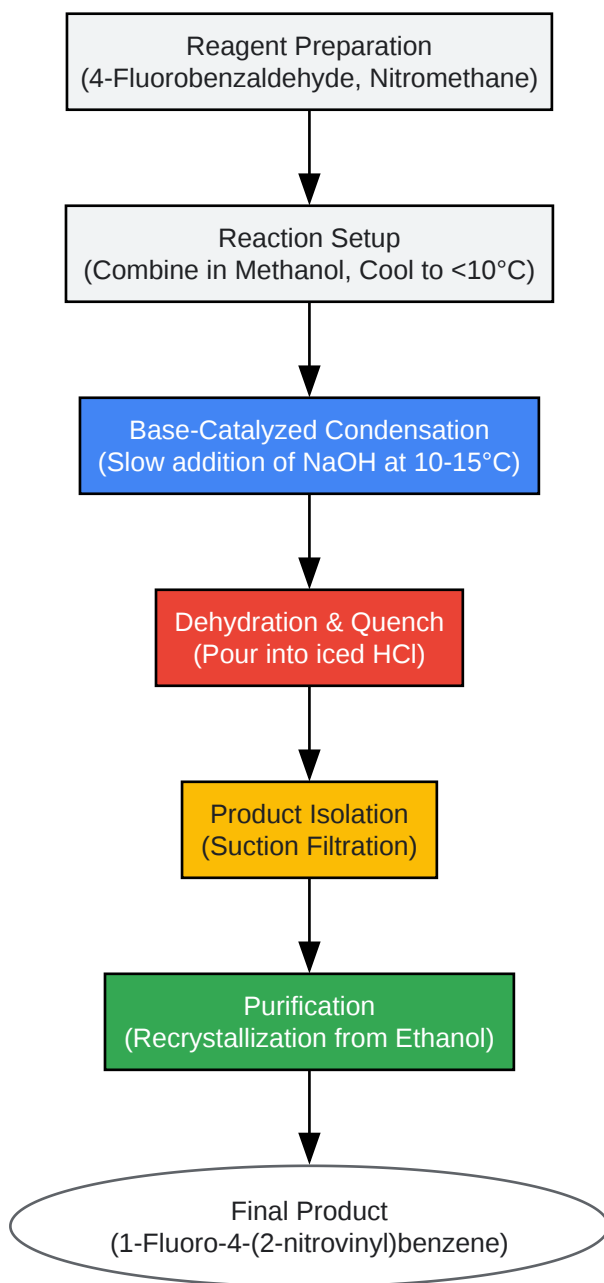 Reagent Preparation
(4-Fluorobenzaldehyde, Nitromethane)
Reaction Setup
(Combine in Methanol, Cool to <10°C)
Base-Catalyzed Condensation
(Slow addition of NaOH at 10-15°C)
Dehydration & Quench
(Pour into iced HCl)
Product Isolation
(Suction Filtration)
Purification
(Recrystallization from Ethanol)
Final Product
(1-Fluoro-4-(2-nitrovinyl)benzene)